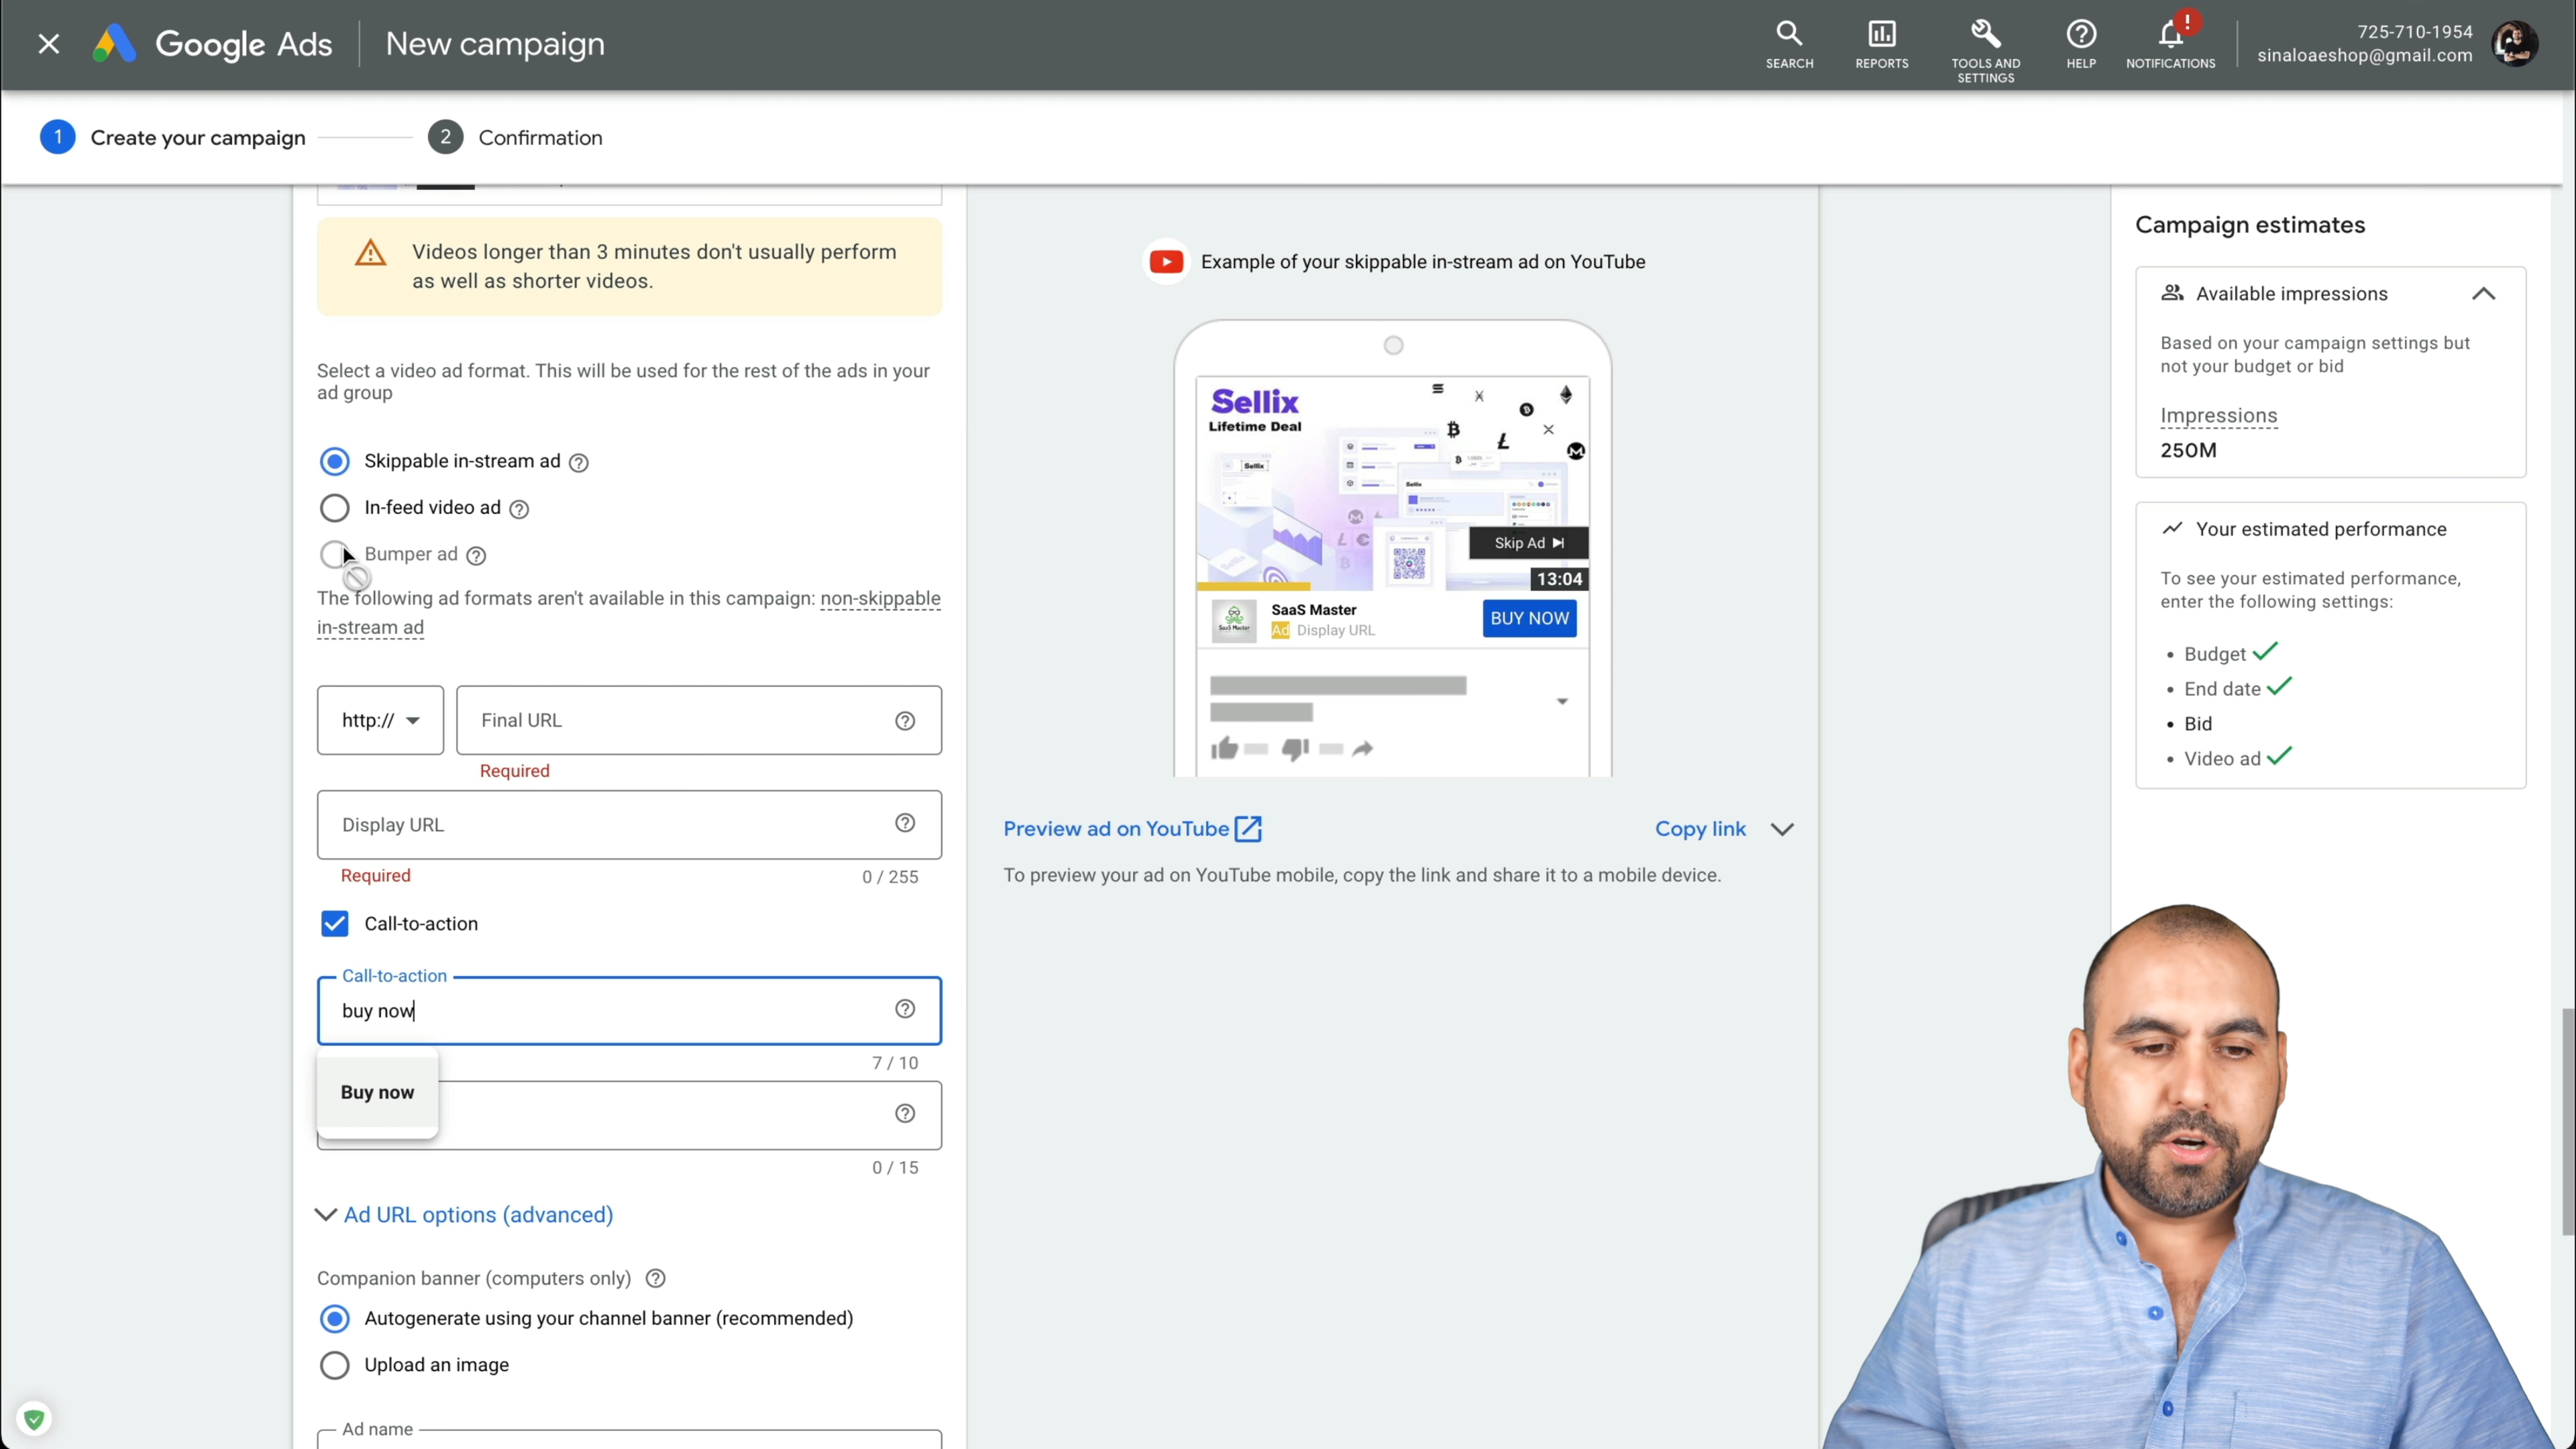 Google Ads
New campaign
SEARCH
REPORTS
TOOLS AND
SETTINGS
HELP
!
NOTIFICATIONS
725-710-1954
sinaloaeshop@gmail.com
1
Create your campaign
2
Confirmation
Videos longer than 3 minutes don't usually perform
as well as shorter videos.
Select a video ad format. This will be used for the rest of the ads in your
ad group
Skippable in-stream ad
In-feed video ad
Bumper ad
The following ad formats aren't available in this campaign: non-skippable
in-stream ad
http://
Final URL
Required
Display URL
Required
0 / 255
Call-to-action
Call-to-action
buy now
7 / 10
Buy now
0 / 15
Ad URL options (advanced)
Companion banner (computers only)
Autogenerate using your channel banner (recommended)
Upload an image
Ad name
Example of your skippable in-stream ad on YouTube
Sellix
Lifetime Deal
Sellix
Sellix
Skip Ad
13:04
SaaS Master
SaaS Master
Ad Display URL
BUY NOW
Preview ad on YouTube
Copy link
To preview your ad on YouTube mobile, copy the link and share it to a mobile device.
Campaign estimates
Available impressions
Based on your campaign settings but
not your budget or bid
Impressions
250M
Your estimated performance
To see your estimated performance,
enter the following settings:
• Budget
• End date
• Bid
• Video ad